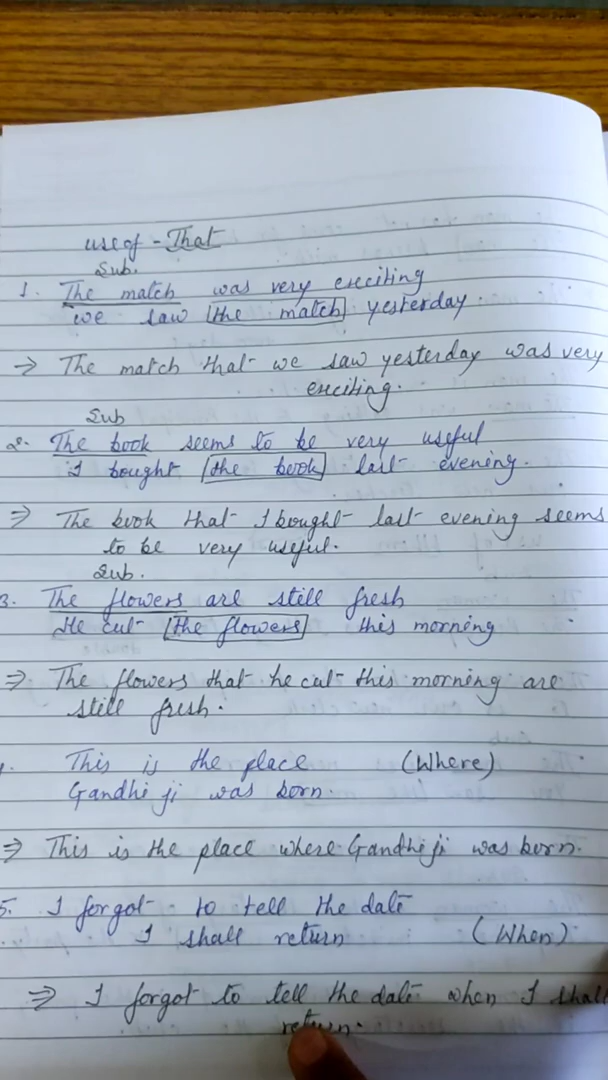 use of - That
Sub.
1. The match was very exciting
we saw the match yesterday.
→ The match that we saw yesterday was very
exciting.
Sub
2. The book seems to be very useful
I bought the book last evening.
⇒ The book that I bought last evening seems
to be very useful.
Sub.
3. The flowers are still fresh
He cut the flowers this morning
⇒ The flowers that he cut this morning are
still fresh.
This is the place (Where)
Gandhi ji was born.
⇒ This is the place where Gandhi ji was born.
5. I forgot to tell the date
I shall return (When)
⇒ I forgot to tell the date when I shall
return.